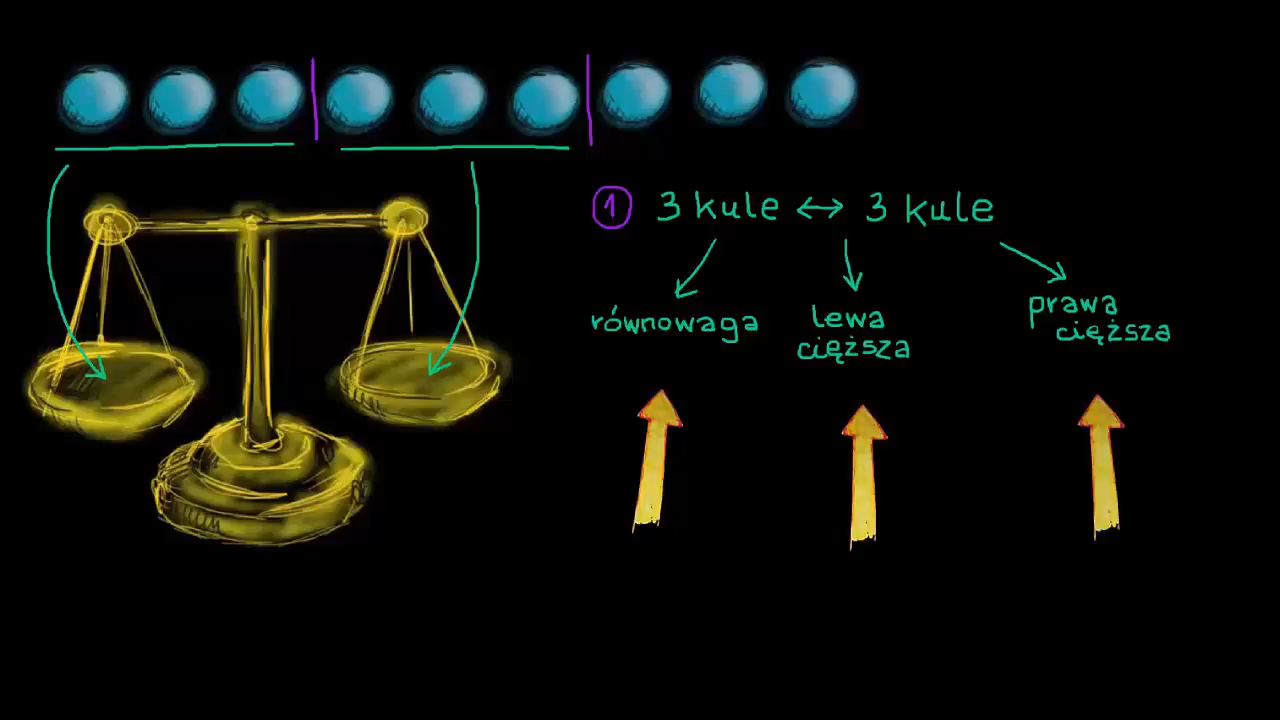 1 3 kule ↔ 3 kule
równowaga
lewa
cięższa
prawa
cięższa